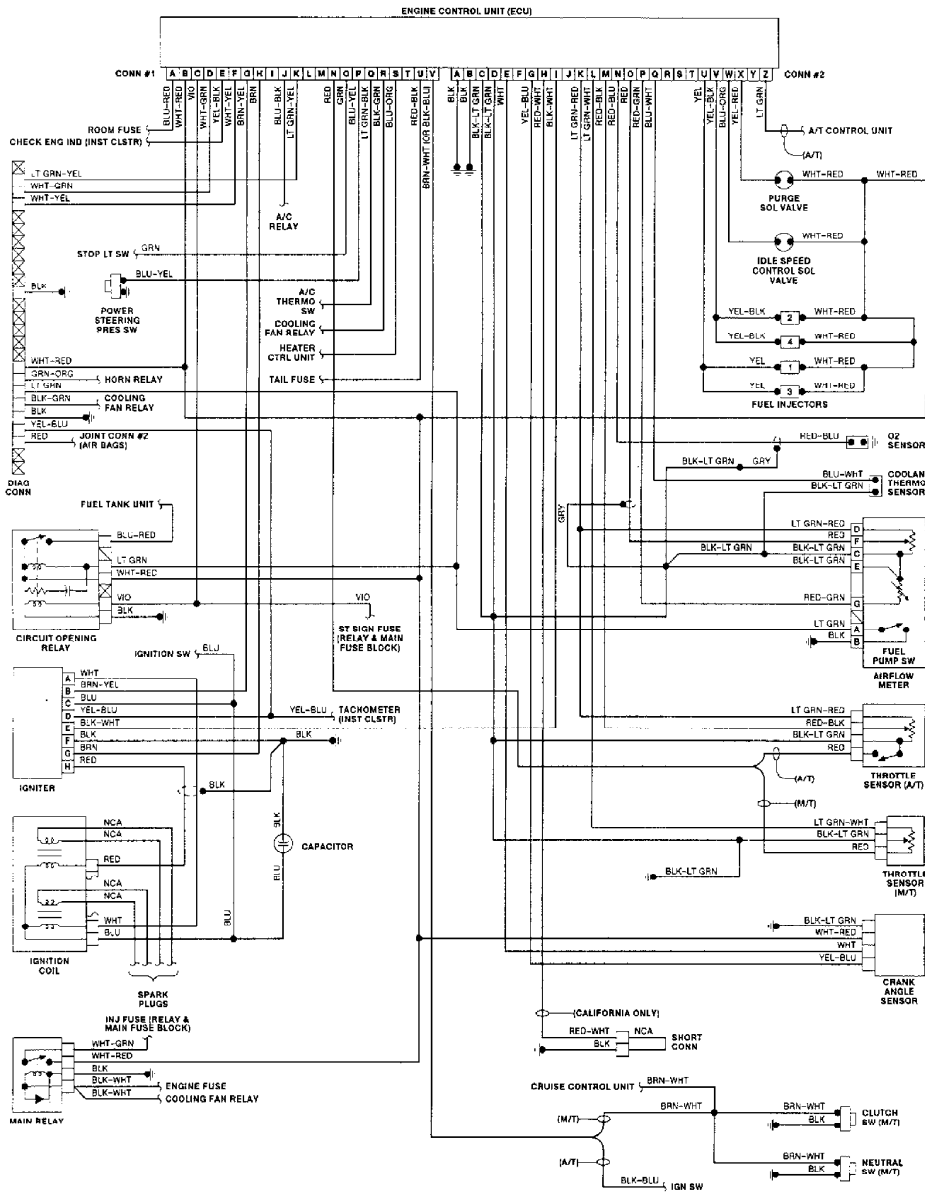 ENGINE CONTROL UNIT (ECU)
CONN #1
A B C D E F G H I J K L M N O P Q R S T U V
A B C D E F G H I J K L M N O P Q R S T U V W X Y Z
CONN #2
BLU-RED
WHT-RED
VIO
WHT-GRN
YEL-BLK
WHT-YEL
BRN-YEL
BRN
BLU-BLK
LT GRN-YEL
RED
GRN
BLU-YEL
LT GRN-BLK
BLK-GRN
BLU-ORG
RED-BLK
BRN-WHT (OR BLK-BLU)
BLK
BLK
BLK-LT GRN
BLK-LT GRN
WHT
YEL-BLU
RED-WHT
BLK-WHT
LT GRN-RED
LT GRN-WHT
RED-BLK
RED-BLU
RED
RED-GRN
BLU-WHT
YEL
YEL-BLK
BLU-ORG
YEL-RED
LT GRN
ROOM FUSE
CHECK ENG IND (INST CLSTR)
A/T CONTROL UNIT
(A/T)
LT GRN-YEL
WHT-GRN
WHT-YEL
WHT-RED
WHT-RED
PURGE
SOL VALVE
A/C
RELAY
STOP LT SW
GRN
WHT-RED
IDLE SPEED
CONTROL SOL
VALVE
BLU-YEL
BLK
POWER
STEERING
PRES SW
A/C
THERMO
SW
COOLING
FAN RELAY
HEATER
CTRL UNIT
TAIL FUSE
YEL-BLK
2
WHT-RED
YEL-BLK
4
WHT-RED
YEL
1
WHT-RED
YEL
3
WHT-RED
FUEL INJECTORS
WHT-RED
GRN-ORG
HORN RELAY
LT GRN
BLK-GRN
COOLING
FAN RELAY
BLK
YEL-BLU
RED
JOINT CONN #2
(AIR BAGS)
DIAG
CONN
RED-BLU
O2
SENSOR
BLK-LT GRN
GRY
BLU-WHT
BLK-LT GRN
COOLAN
THERMO
SENSOR
FUEL TANK UNIT
BLU-RED
LT GRN
WHT-RED
VIO
BLK
CIRCUIT OPENING
RELAY
VIO
ST SIGN FUSE
(RELAY & MAIN
FUSE BLOCK)
GRY
BLK-LT GRN
LT GRN-RED
D
RED
F
BLK-LT GRN
C
BLK-LT GRN
E
RED-GRN
G
LT GRN
A
BLK
B
FUEL
PUMP SW
AIRFLOW
METER
IGNITION SW
BLU
A WHT
B BRN-YEL
C BLU
D YEL-BLU
E BLK-WHT
F BLK
G BRN
H RED
IGNITER
YEL-BLU
TACHOMETER
(INST CLSTR)
BLK
BLK
LT GRN-RED
RED-BLK
BLK-LT GRN
RED
THROTTLE
SENSOR (A/T)
(A/T)
(M/T)
NCA
NCA
RED
NCA
NCA
WHT
BLU
IGNITION
COIL
SPARK
PLUGS
BLK
CAPACITOR
BLU
BLU
LT GRN-WHT
BLK-LT GRN
RED
THROTTL
SENSOR
(M/T)
BLK-LT GRN
BLK-LT GRN
WHT-RED
WHT
YEL-BLU
CRANK
ANGLE
SENSOR
INJ FUSE (RELAY &
MAIN FUSE BLOCK)
WHT-GRN
WHT-RED
BLK
BLK-WHT
BLK-WHT
ENGINE FUSE
COOLING FAN RELAY
MAIN RELAY
(CALIFORNIA ONLY)
RED-WHT
NCA
BLK
SHORT
CONN
CRUISE CONTROL UNIT
BRN-WHT
(M/T)
BRN-WHT
BRN-WHT
BLK
CLUTCH
SW (M/T)
(A/T)
BRN-WHT
BLK
NEUTRAL
SW (M/T)
BLK-BLU
IGN SW